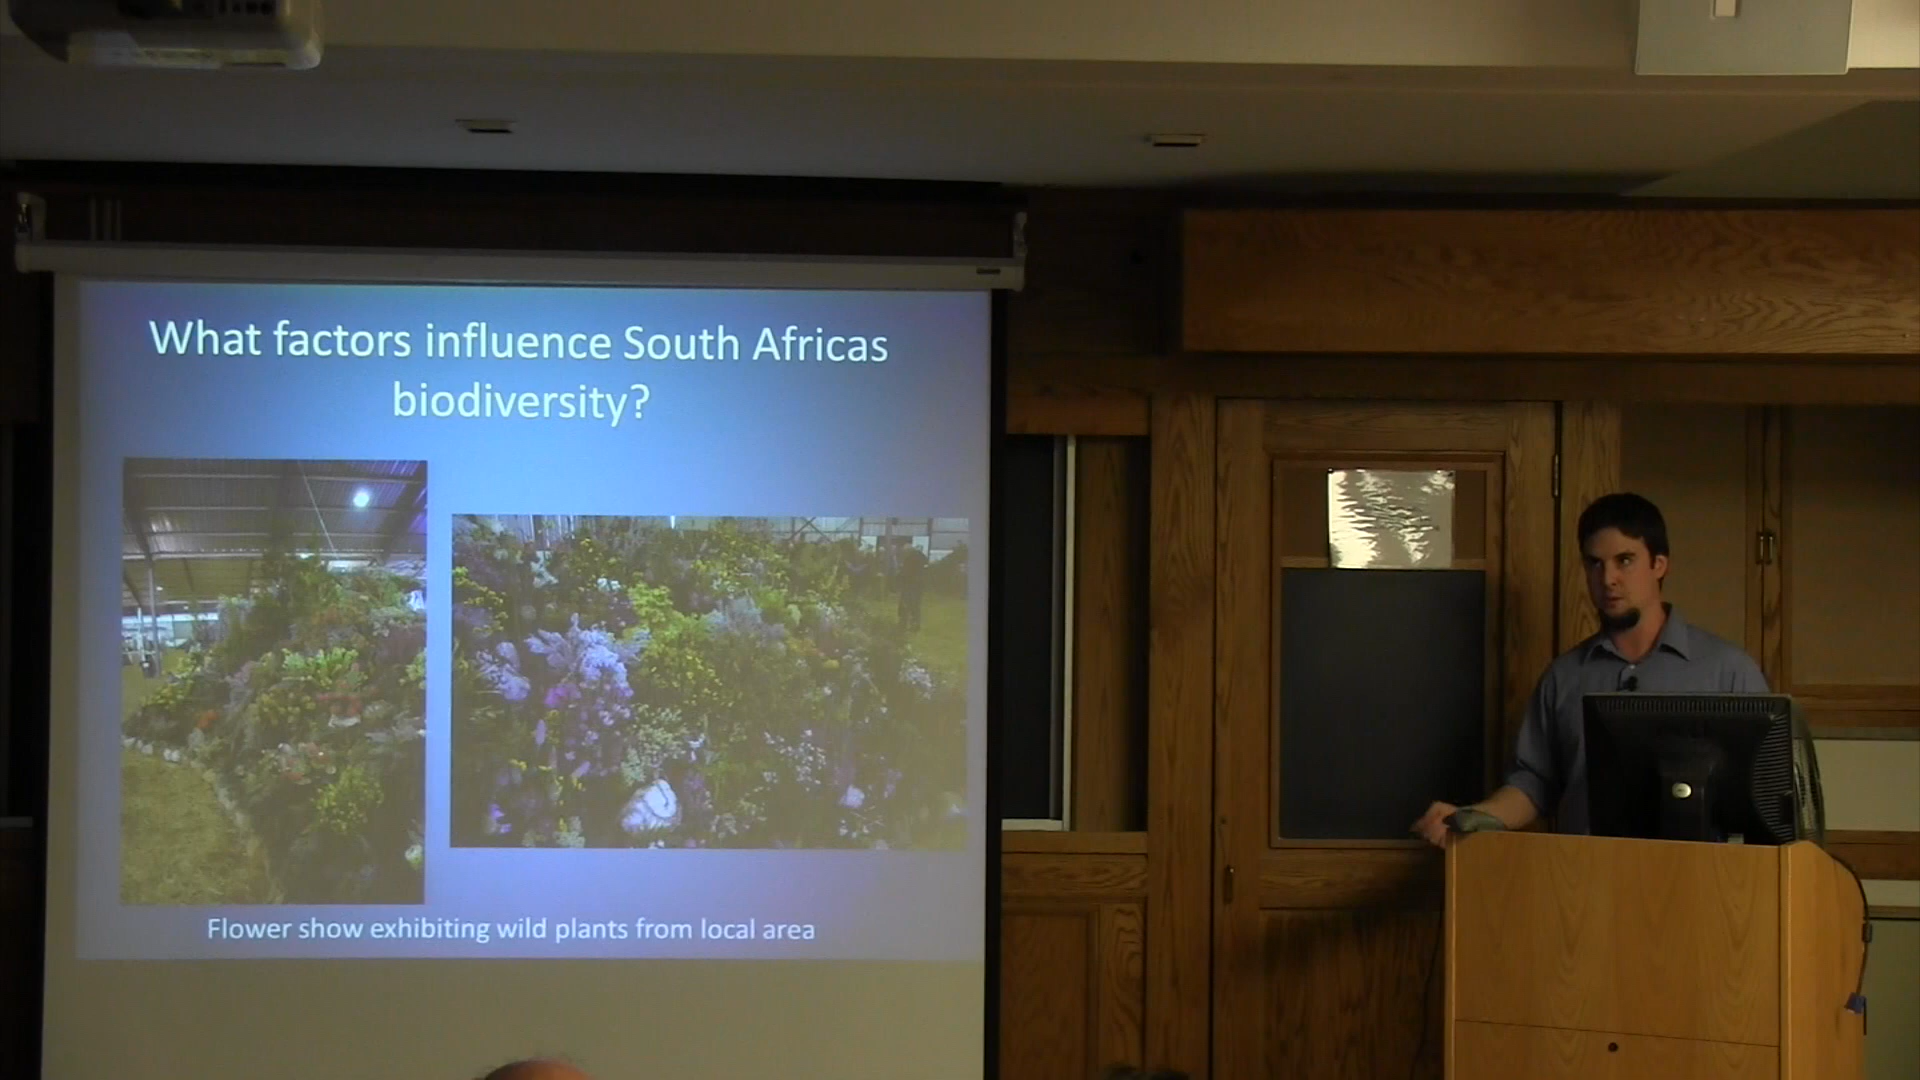 What factors influence South Africas
biodiversity?
Flower show exhibiting wild plants from local area